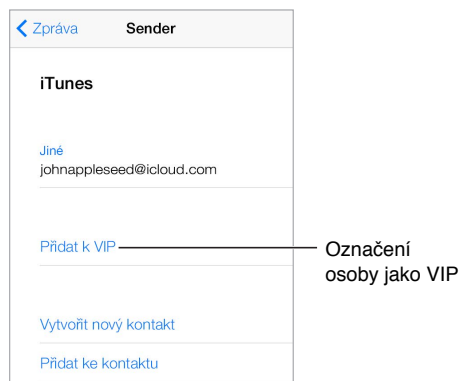 Zpráva Sender
iTunes
Jiné
johnappleseed@icloud.com
Přidat k VIP
Označení
osoby jako VIP
Vytvořit nový kontakt
Přidat ke kontaktu